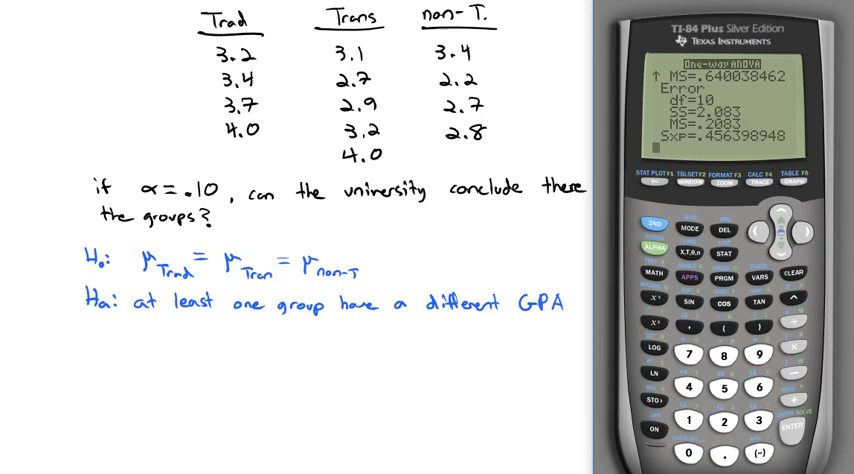 Trad Trans non-T.
3.2 3.1 3.4
3.4 2.7 2.2
3.7 2.9 2.7
4.0 3.2 2.8
4.0
if α = .10, can the university conclude there
the groups?
H₀: μTrad = μTran = μnon-T
Ha: at least one group have a different GPA
TI-84 Plus Silver Edition
TEXAS INSTRUMENTS
One-way ANOVA
↑ MS=.640038462
Error
df=10
SS=2.083
MS=.2083
Sxp=.456398948
STAT PLOT F1 TBLSET F2 FORMAT F3 CALC F4 TABLE F5
Y= WINDOW ZOOM TRACE GRAPH
2ND MODE DEL
ALPHA X,T,θ,n STAT
MATH APPS PRGM VARS CLEAR
x⁻¹ SIN COS TAN ^
x² , ( ) ÷
LOG 7 8 9 ×
LN 4 5 6 −
STO› 1 2 3 +
ON 0 . (−) ENTER